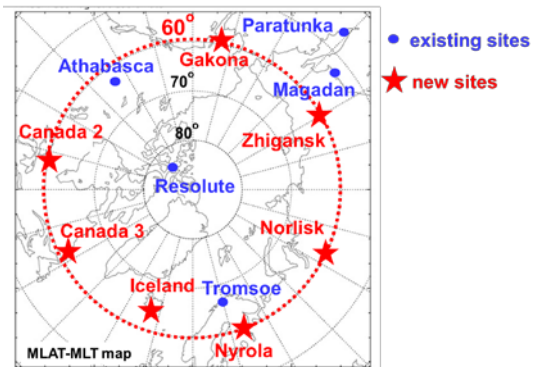 60°
Paratunka
Gakona
existing sites
Athabasca
70°
Magadan
new sites
Canada 2
80°
Zhigansk
Resolute
Canada 3
Norlisk
Iceland
Tromsoe
MLAT-MLT map
Nyrola